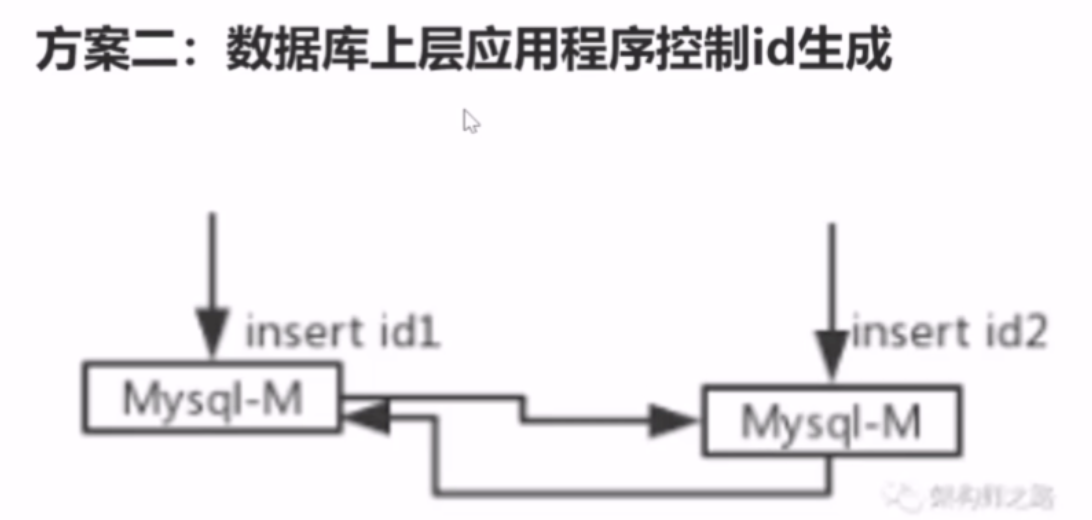 方案二：数据库上层应用程序控制id生成
insert id1
insert id2
Mysql-M
Mysql-M
架构师之路